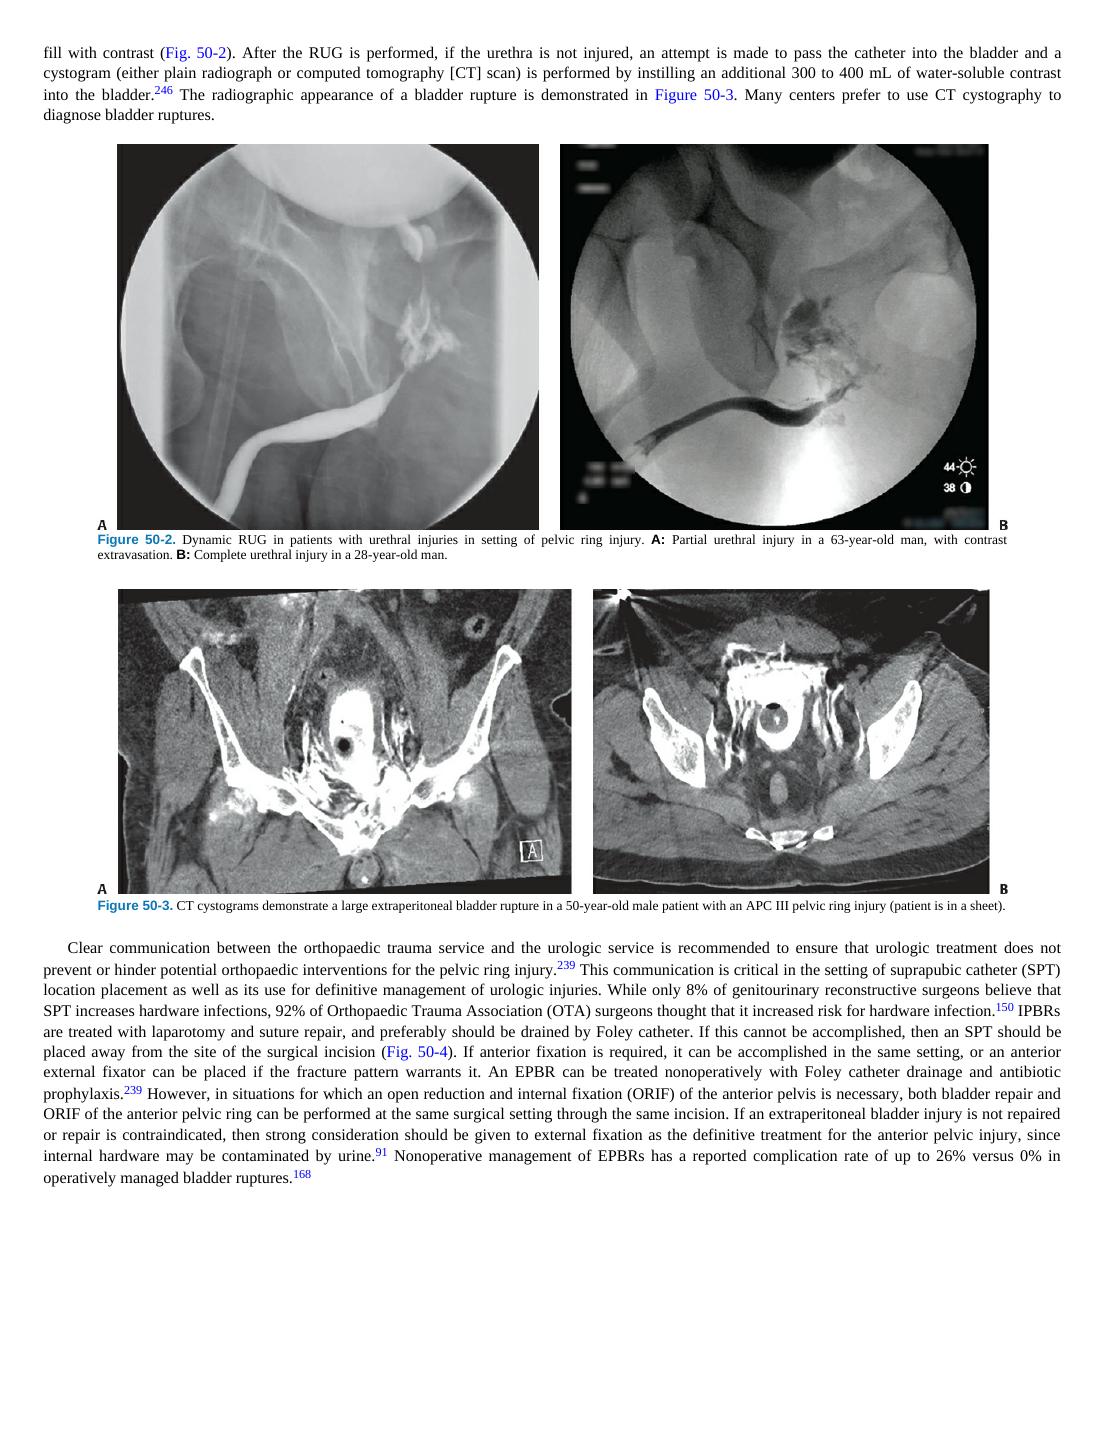 fill with contrast (Fig. 50-2). After the RUG is performed, if the urethra is not injured, an attempt is made to pass the catheter into the bladder and a
cystogram (either plain radiograph or computed tomography [CT] scan) is performed by instilling an additional 300 to 400 mL of water-soluble contrast
into the bladder.246 The radiographic appearance of a bladder rupture is demonstrated in Figure 50-3. Many centers prefer to use CT cystography to
diagnose bladder ruptures.
44
38
A
B
Figure 50-2. Dynamic RUG in patients with urethral injuries in setting of pelvic ring injury. A: Partial urethral injury in a 63-year-old man, with contrast
extravasation. B: Complete urethral injury in a 28-year-old man.
A
A
B
Figure 50-3. CT cystograms demonstrate a large extraperitoneal bladder rupture in a 50-year-old male patient with an APC III pelvic ring injury (patient is in a sheet).
Clear communication between the orthopaedic trauma service and the urologic service is recommended to ensure that urologic treatment does not
prevent or hinder potential orthopaedic interventions for the pelvic ring injury.239 This communication is critical in the setting of suprapubic catheter (SPT)
location placement as well as its use for definitive management of urologic injuries. While only 8% of genitourinary reconstructive surgeons believe that
SPT increases hardware infections, 92% of Orthopaedic Trauma Association (OTA) surgeons thought that it increased risk for hardware infection.150 IPBRs
are treated with laparotomy and suture repair, and preferably should be drained by Foley catheter. If this cannot be accomplished, then an SPT should be
placed away from the site of the surgical incision (Fig. 50-4). If anterior fixation is required, it can be accomplished in the same setting, or an anterior
external fixator can be placed if the fracture pattern warrants it. An EPBR can be treated nonoperatively with Foley catheter drainage and antibiotic
prophylaxis.239 However, in situations for which an open reduction and internal fixation (ORIF) of the anterior pelvis is necessary, both bladder repair and
ORIF of the anterior pelvic ring can be performed at the same surgical setting through the same incision. If an extraperitoneal bladder injury is not repaired
or repair is contraindicated, then strong consideration should be given to external fixation as the definitive treatment for the anterior pelvic injury, since
internal hardware may be contaminated by urine.91 Nonoperative management of EPBRs has a reported complication rate of up to 26% versus 0% in
operatively managed bladder ruptures.168